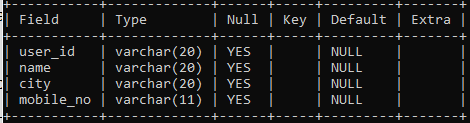 | Field | Type | Null | Key | Default | Extra |
| user_id | varchar(20) | YES | | NULL | |
| name | varchar(20) | YES | | NULL | |
| city | varchar(20) | YES | | NULL | |
| mobile_no | varchar(11) | YES | | NULL | |